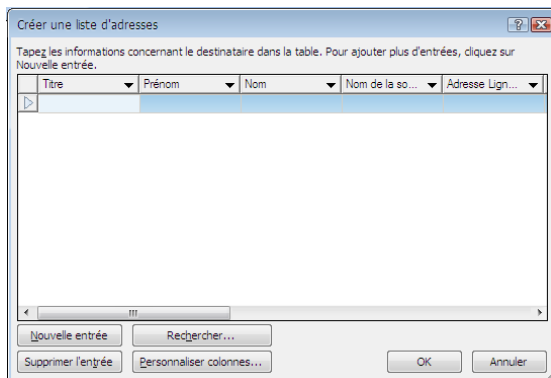 Créer une liste d'adresses
Tapez les informations concernant le destinataire dans la table. Pour ajouter plus d'entrées, cliquez sur
Nouvelle entrée.
Titre Prénom Nom Nom de la so... Adresse Lign...
Nouvelle entrée Rechercher...
Supprimer l'entrée Personnaliser colonnes... OK Annuler